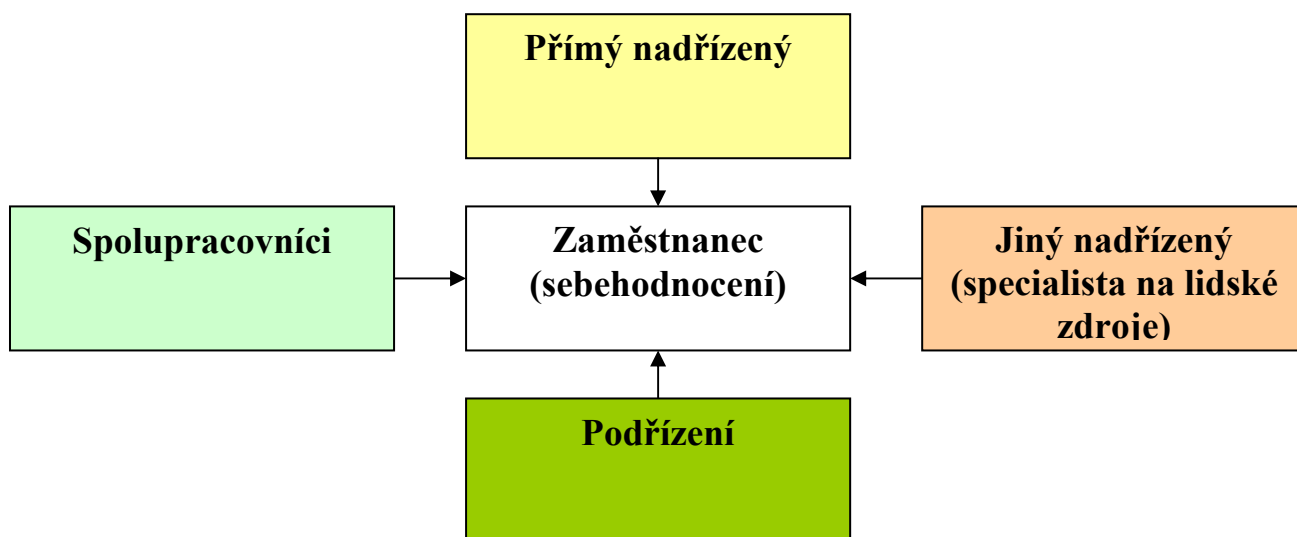 Přímý nadřízený
Spolupracovníci
Zaměstnanec
(sebehodnocení)
Jiný nadřízený
(specialista na lidské
zdroje)
Podřízení